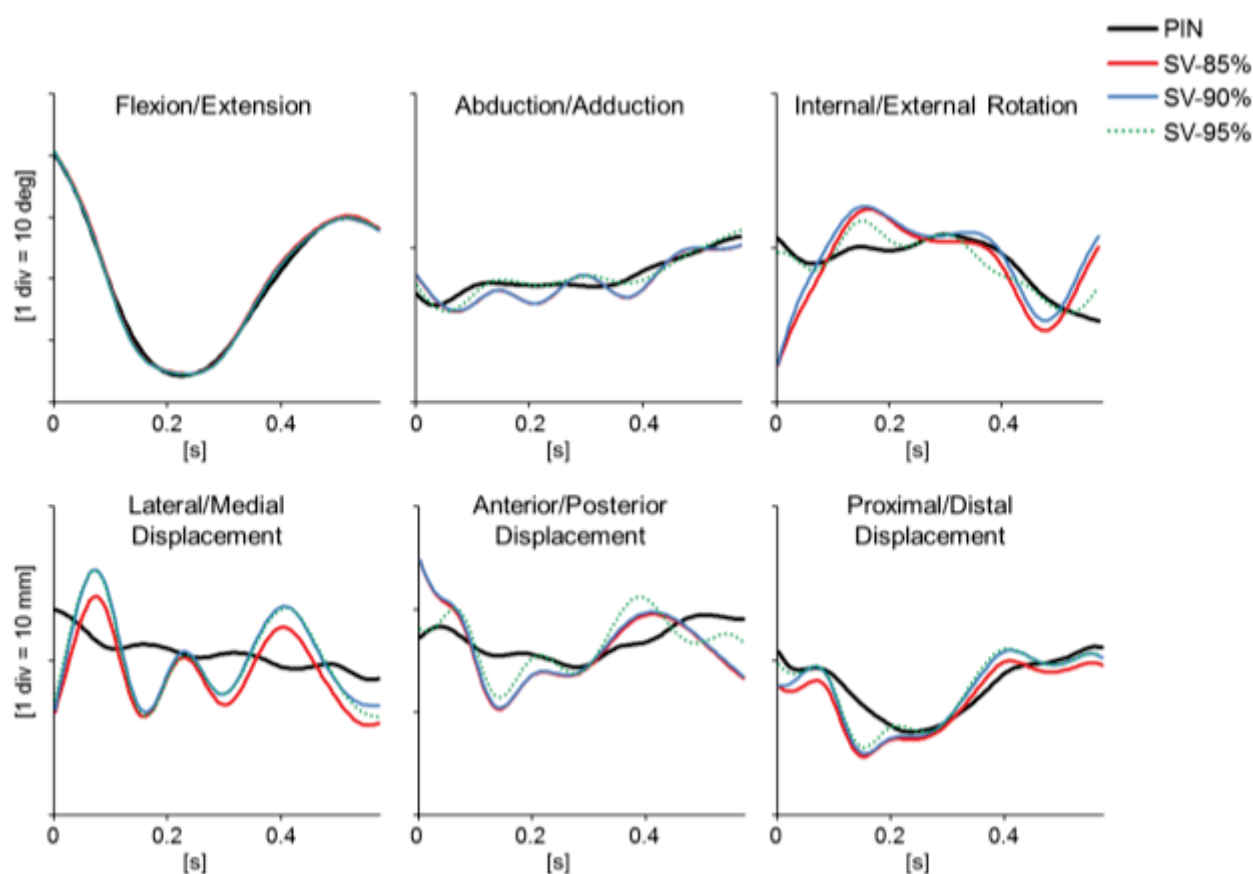 PIN
SV-85%
SV-90%
SV-95%
Flexion/Extension
Abduction/Adduction
Internal/External Rotation
[1 div = 10 deg]
0 0.2 0.4
[s]
0 0.2 0.4
[s]
0 0.2 0.4
[s]
Lateral/Medial
Displacement
Anterior/Posterior
Displacement
Proximal/Distal
Displacement
[1 div = 10 mm]
0 0.2 0.4
[s]
0 0.2 0.4
[s]
0 0.2 0.4
[s]